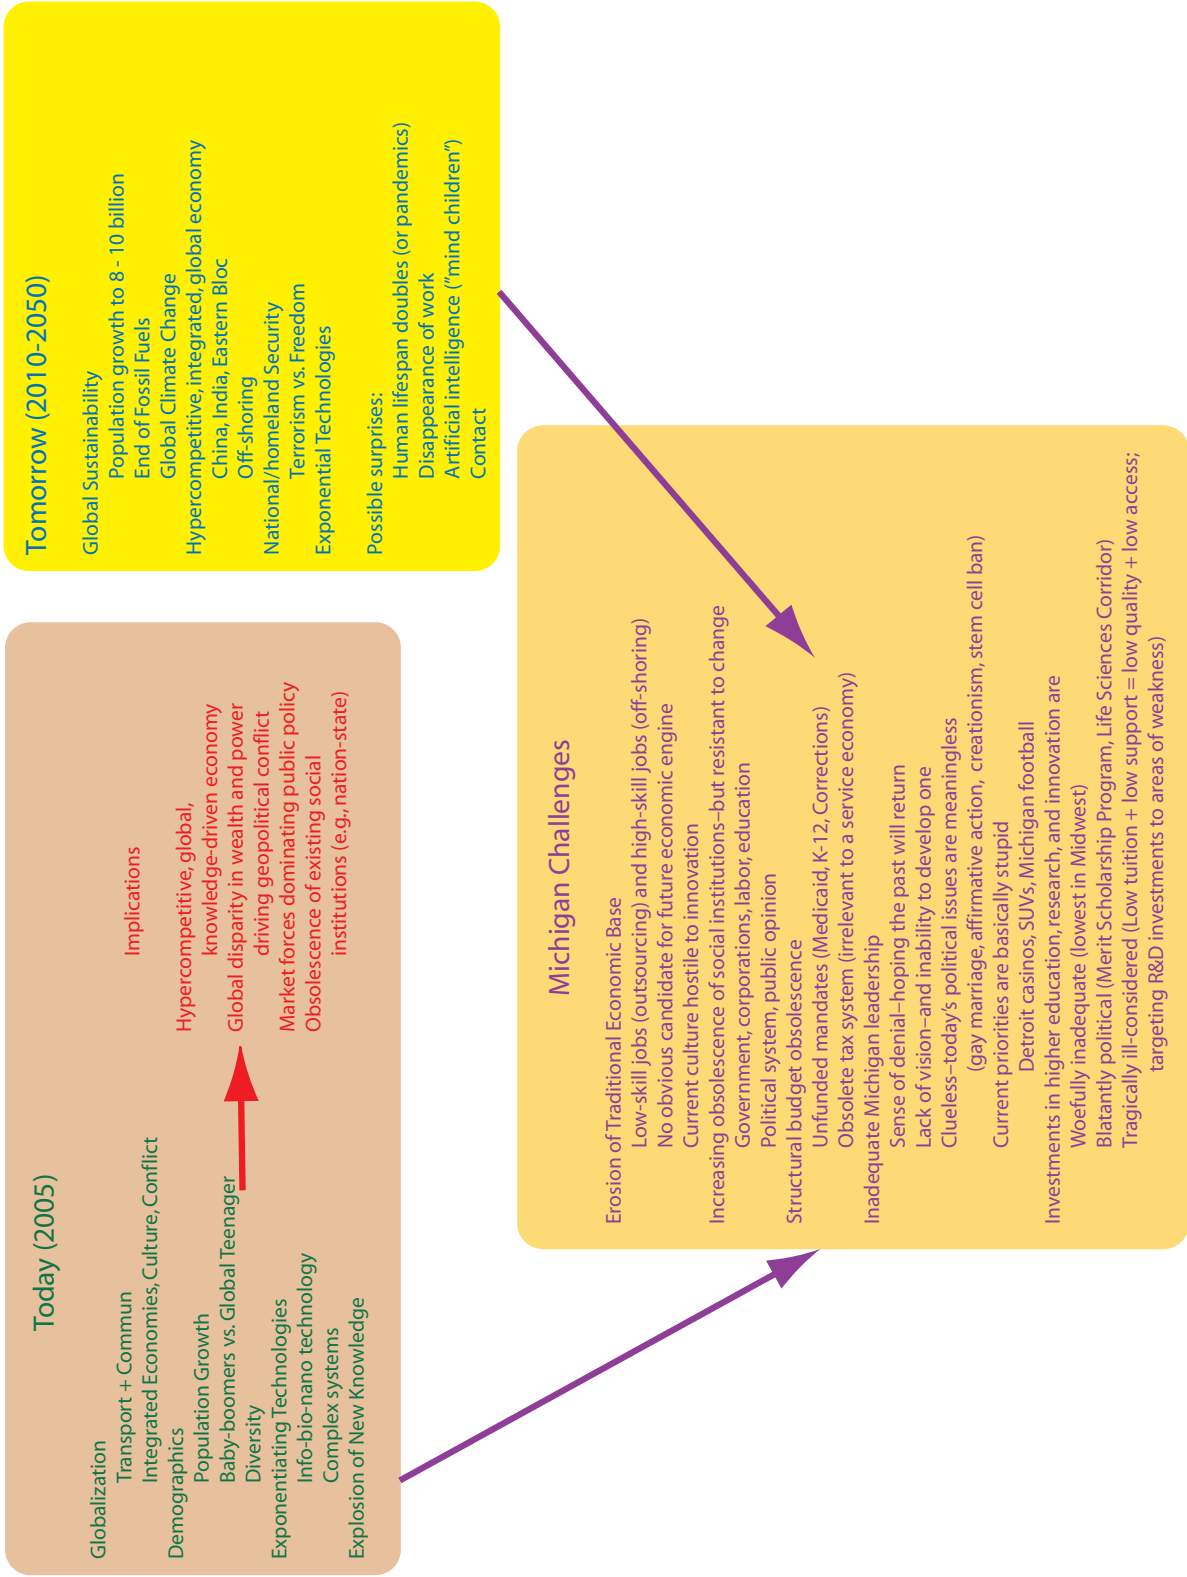 Today (2005)
Globalization
Transport + Commun
Integrated Economies, Culture, Conflict
Demographics
Population Growth
Baby-boomers vs. Global Teenager
Diversity
Exponentiating Technologies
Info-bio-nano technology
Complex systems
Explosion of New Knowledge
Implications
Hypercompetitive, global,
knowledge-driven economy
Global disparity in wealth and power
driving geopolitical conflict
Market forces dominating public policy
Obsolescence of existing social
institutions (e.g., nation-state)
Tomorrow (2010-2050)
Global Sustainability
Population growth to 8 - 10 billion
End of Fossil Fuels
Global Climate Change
Hypercompetitive, integrated, global economy
China, India, Eastern Bloc
Off-shoring
National/homeland Security
Terrorism vs. Freedom
Exponential Technologies
Possible surprises:
Human lifespan doubles (or pandemics)
Disappearance of work
Artificial intelligence ("mind children")
Contact
Michigan Challenges
Erosion of Traditional Economic Base
Low-skill jobs (outsourcing) and high-skill jobs (off-shoring)
No obvious candidate for future economic engine
Current culture hostile to innovation
Increasing obsolescence of social institutions–but resistant to change
Government, corporations, labor, education
Political system, public opinion
Structural budget obsolescence
Unfunded mandates (Medicaid, K-12, Corrections)
Obsolete tax system (irrelevant to a service economy)
Inadequate Michigan leadership
Sense of denial–hoping the past will return
Lack of vision–and inability to develop one
Clueless–today's political issues are meaningless
(gay marriage, affirmative action, creationism, stem cell ban)
Current priorities are basically stupid
Detroit casinos, SUVs, Michigan football
Investments in higher education, research, and innovation are
Woefully inadequate (lowest in Midwest)
Blatantly political (Merit Scholarship Program, Life Sciences Corridor)
Tragically ill-considered (Low tuition + low support = low quality + low access;
targeting R&D investments to areas of weakness)